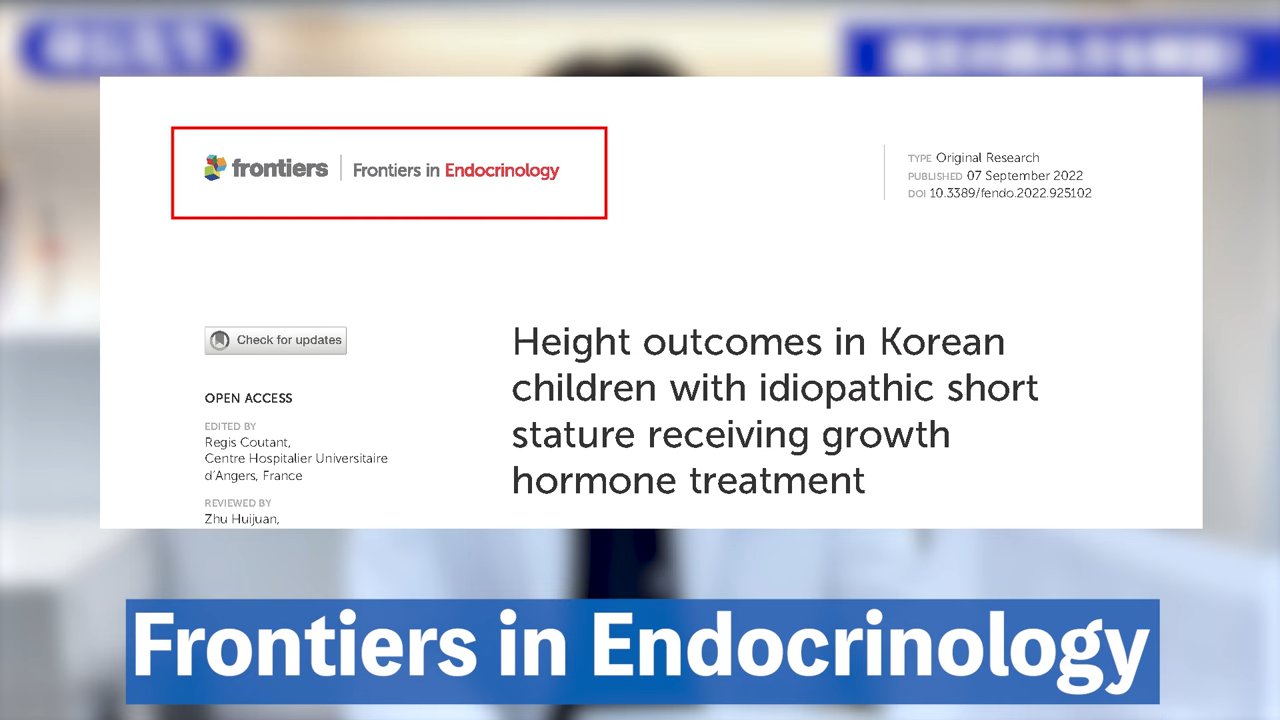 frontiers | Frontiers in Endocrinology
TYPE Original Research
PUBLISHED 07 September 2022
DOI 10.3389/fendo.2022.925102
Check for updates
OPEN ACCESS
EDITED BY
Regis Coutant,
Centre Hospitalier Universitaire
d'Angers, France
REVIEWED BY
Zhu Huijuan,
Height outcomes in Korean
children with idiopathic short
stature receiving growth
hormone treatment
Frontiers in Endocrinology